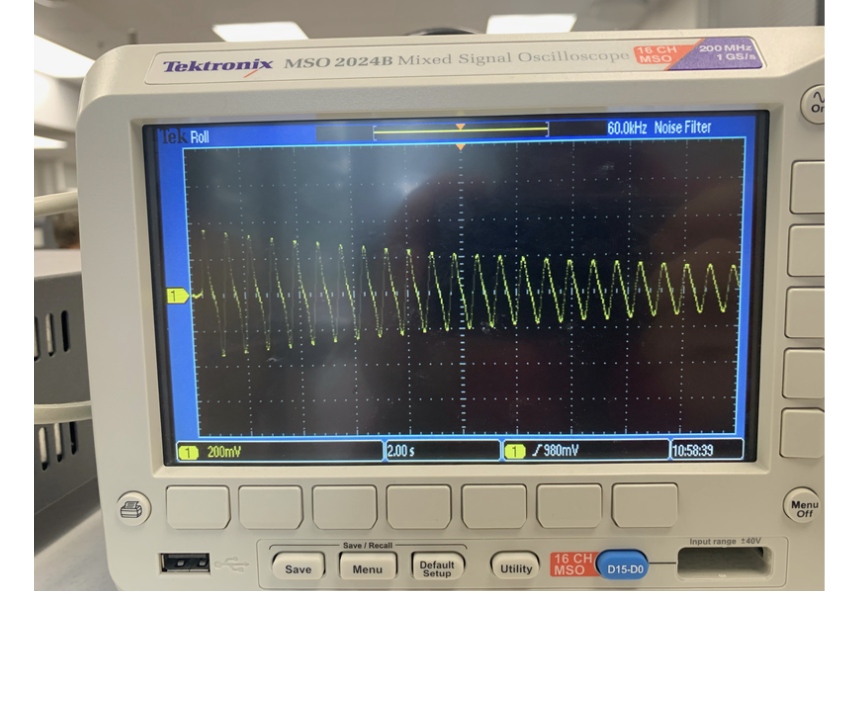 Tektronix MSO 2024B Mixed Signal Oscilloscope 16 CH MSO 200 MHz 1 GS/s
Tek Roll 60.0kHz Noise Filter
On
1
1 200mV 2.00 s 1 980mV 10:58:39
Menu Off
Save / Recall
Save Menu Default Setup Utility 16 CH MSO D15-D0
Input range ±40V